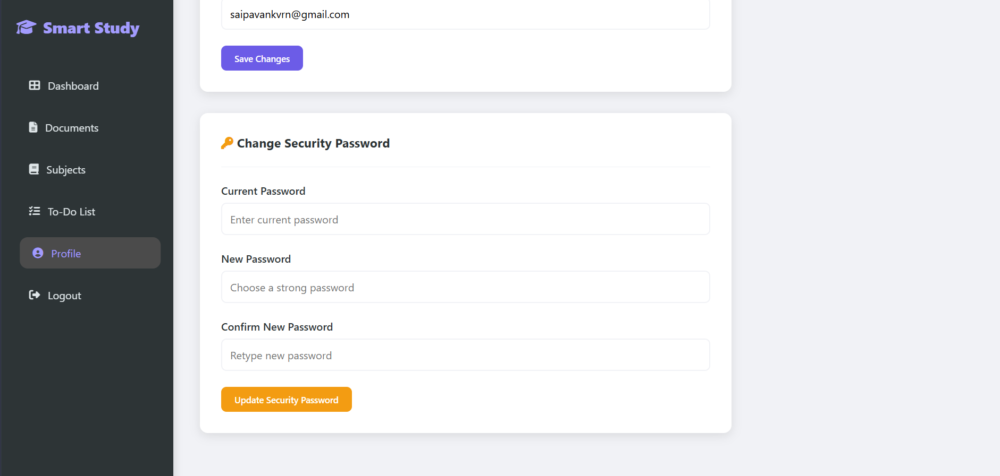 Smart Study
Dashboard
Documents
Subjects
To-Do List
Profile
Logout
saipavankvrn@gmail.com
Save Changes
Change Security Password
Current Password
Enter current password
New Password
Choose a strong password
Confirm New Password
Retype new password
Update Security Password